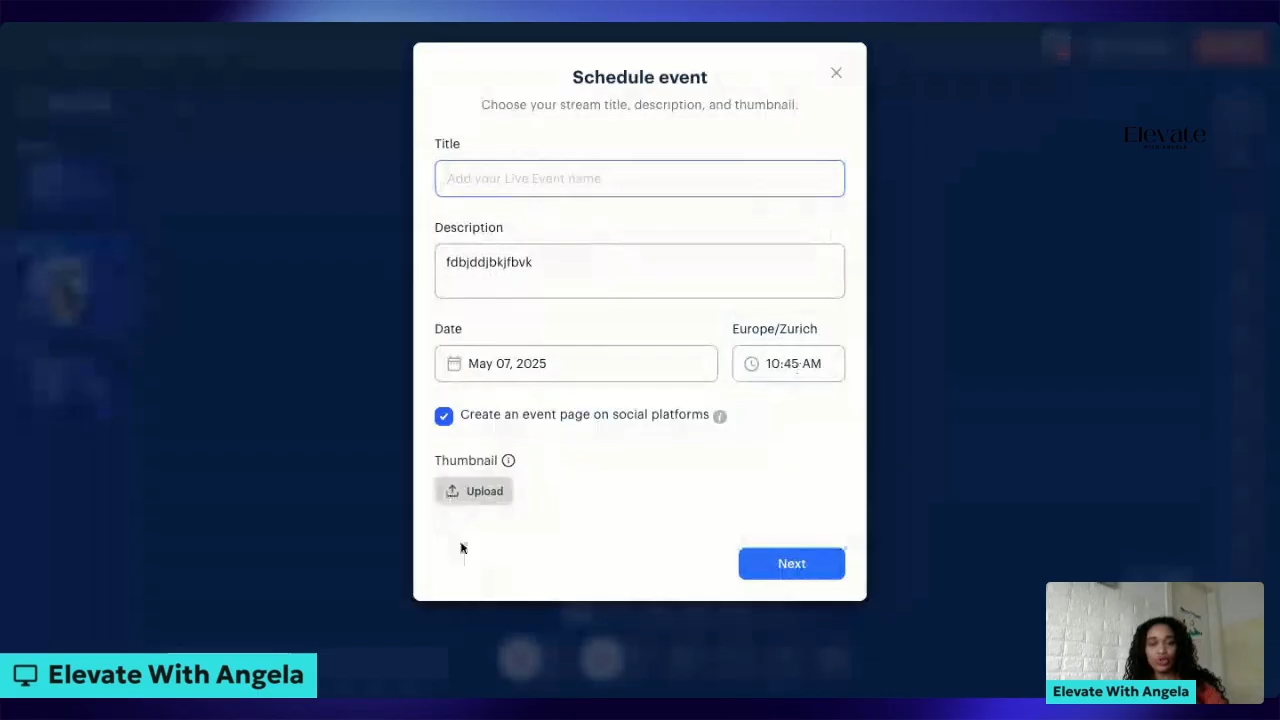 Schedule event
Choose your stream title, description, and thumbnail.
Elevate
Title
Add your Live Event name
Description
fdbjddjbkjfbvk
Date
Europe/Zurich
May 07, 2025
10:45 AM
Create an event page on social platforms
Thumbnail
Upload
Next
Elevate With Angela
Elevate With Angela